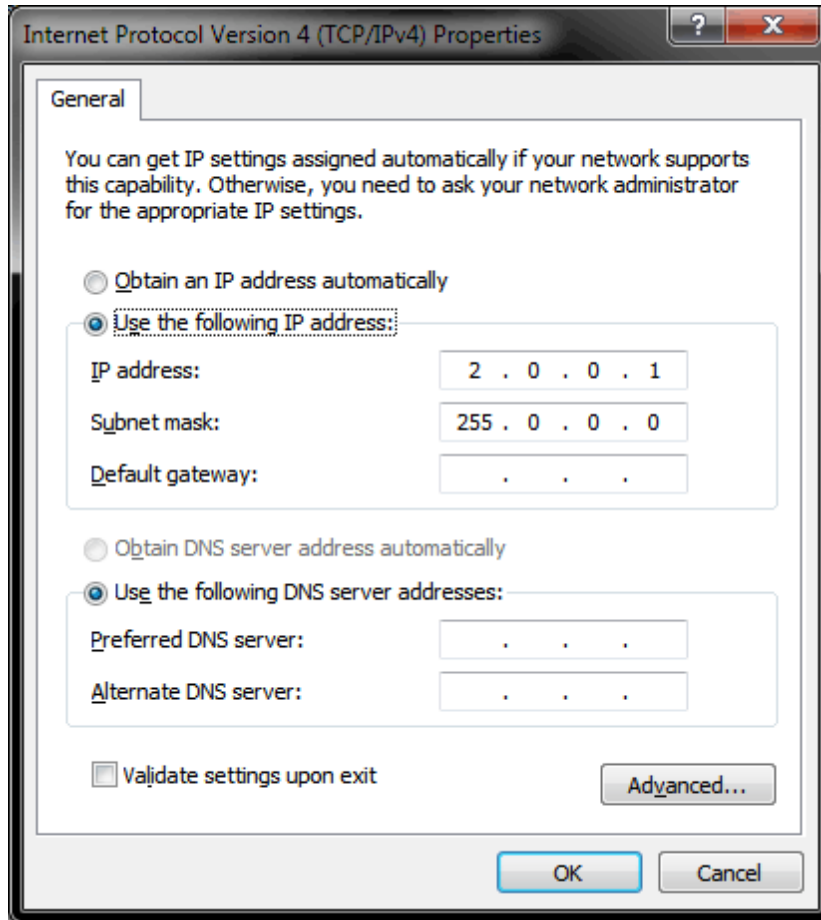 Internet Protocol Version 4 (TCP/IPv4) Properties
?
X
General
You can get IP settings assigned automatically if your network supports
this capability. Otherwise, you need to ask your network administrator
for the appropriate IP settings.
Obtain an IP address automatically
Use the following IP address:
IP address: 2 . 0 . 0 . 1
Subnet mask: 255 . 0 . 0 . 0
Default gateway: . . .
Obtain DNS server address automatically
Use the following DNS server addresses:
Preferred DNS server: . . .
Alternate DNS server: . . .
Validate settings upon exit
Advanced...
OK Cancel